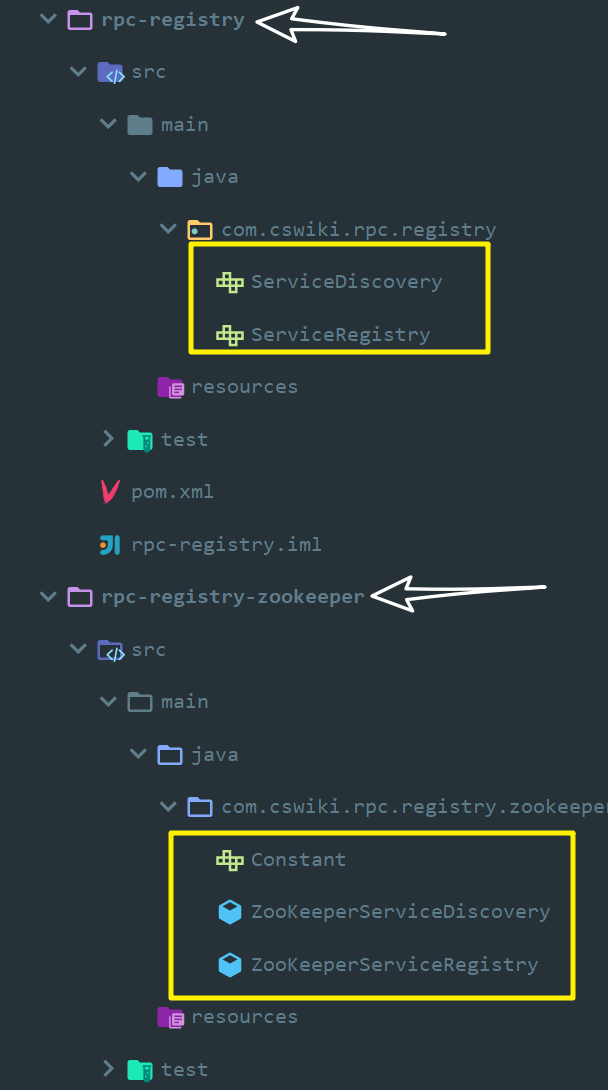 rpc-registry
src
main
java
com.cswiki.rpc.registry
ServiceDiscovery
ServiceRegistry
resources
test
pom.xml
rpc-registry.iml
rpc-registry-zookeeper
src
main
java
com.cswiki.rpc.registry.zookeeper
Constant
ZooKeeperServiceDiscovery
ZooKeeperServiceRegistry
resources
test